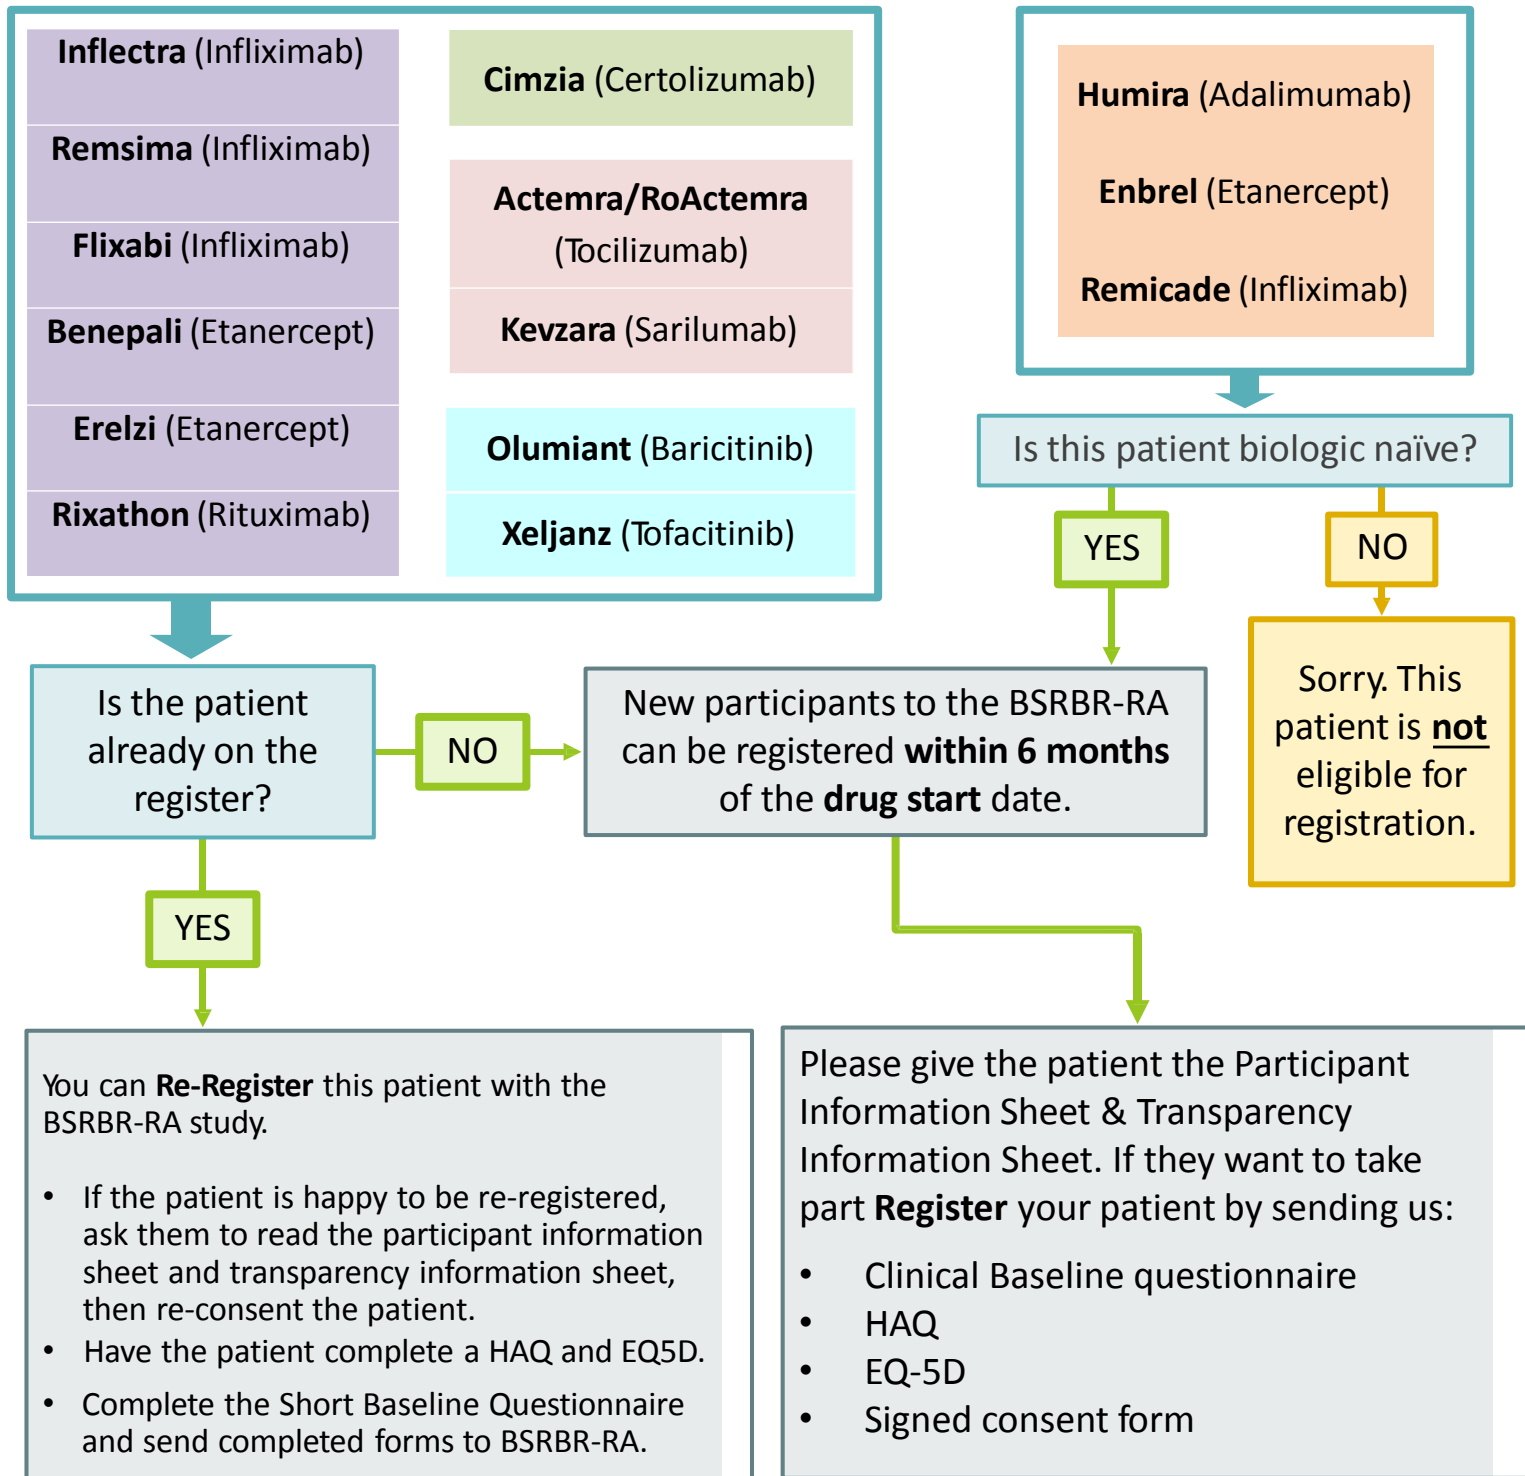 Inflectra (Infliximab)
Remsima (Infliximab)
Flixabi (Infliximab)
Benepali (Etanercept)
Erelzi (Etanercept)
Rixathon (Rituximab)
Cimzia (Certolizumab)
Actemra/RoActemra
(Tocilizumab)
Kevzara (Sarilumab)
Olumiant (Baricitinib)
Xeljanz (Tofacitinib)
Humira (Adalimumab)
Enbrel (Etanercept)
Remicade (Infliximab)
Is this patient biologic naïve?
YES
NO
Sorry. This
patient is not
eligible for
registration.
Is the patient
already on the
register?
NO
New participants to the BSRBR-RA
can be registered within 6 months
of the drug start date.
YES
You can Re-Register this patient with the
BSRBR-RA study.
• If the patient is happy to be re-registered,
ask them to read the participant information
sheet and transparency information sheet,
then re-consent the patient.
• Have the patient complete a HAQ and EQ5D.
• Complete the Short Baseline Questionnaire
and send completed forms to BSRBR-RA.
Please give the patient the Participant
Information Sheet & Transparency
Information Sheet. If they want to take
part Register your patient by sending us:
• Clinical Baseline questionnaire
• HAQ
• EQ-5D
• Signed consent form